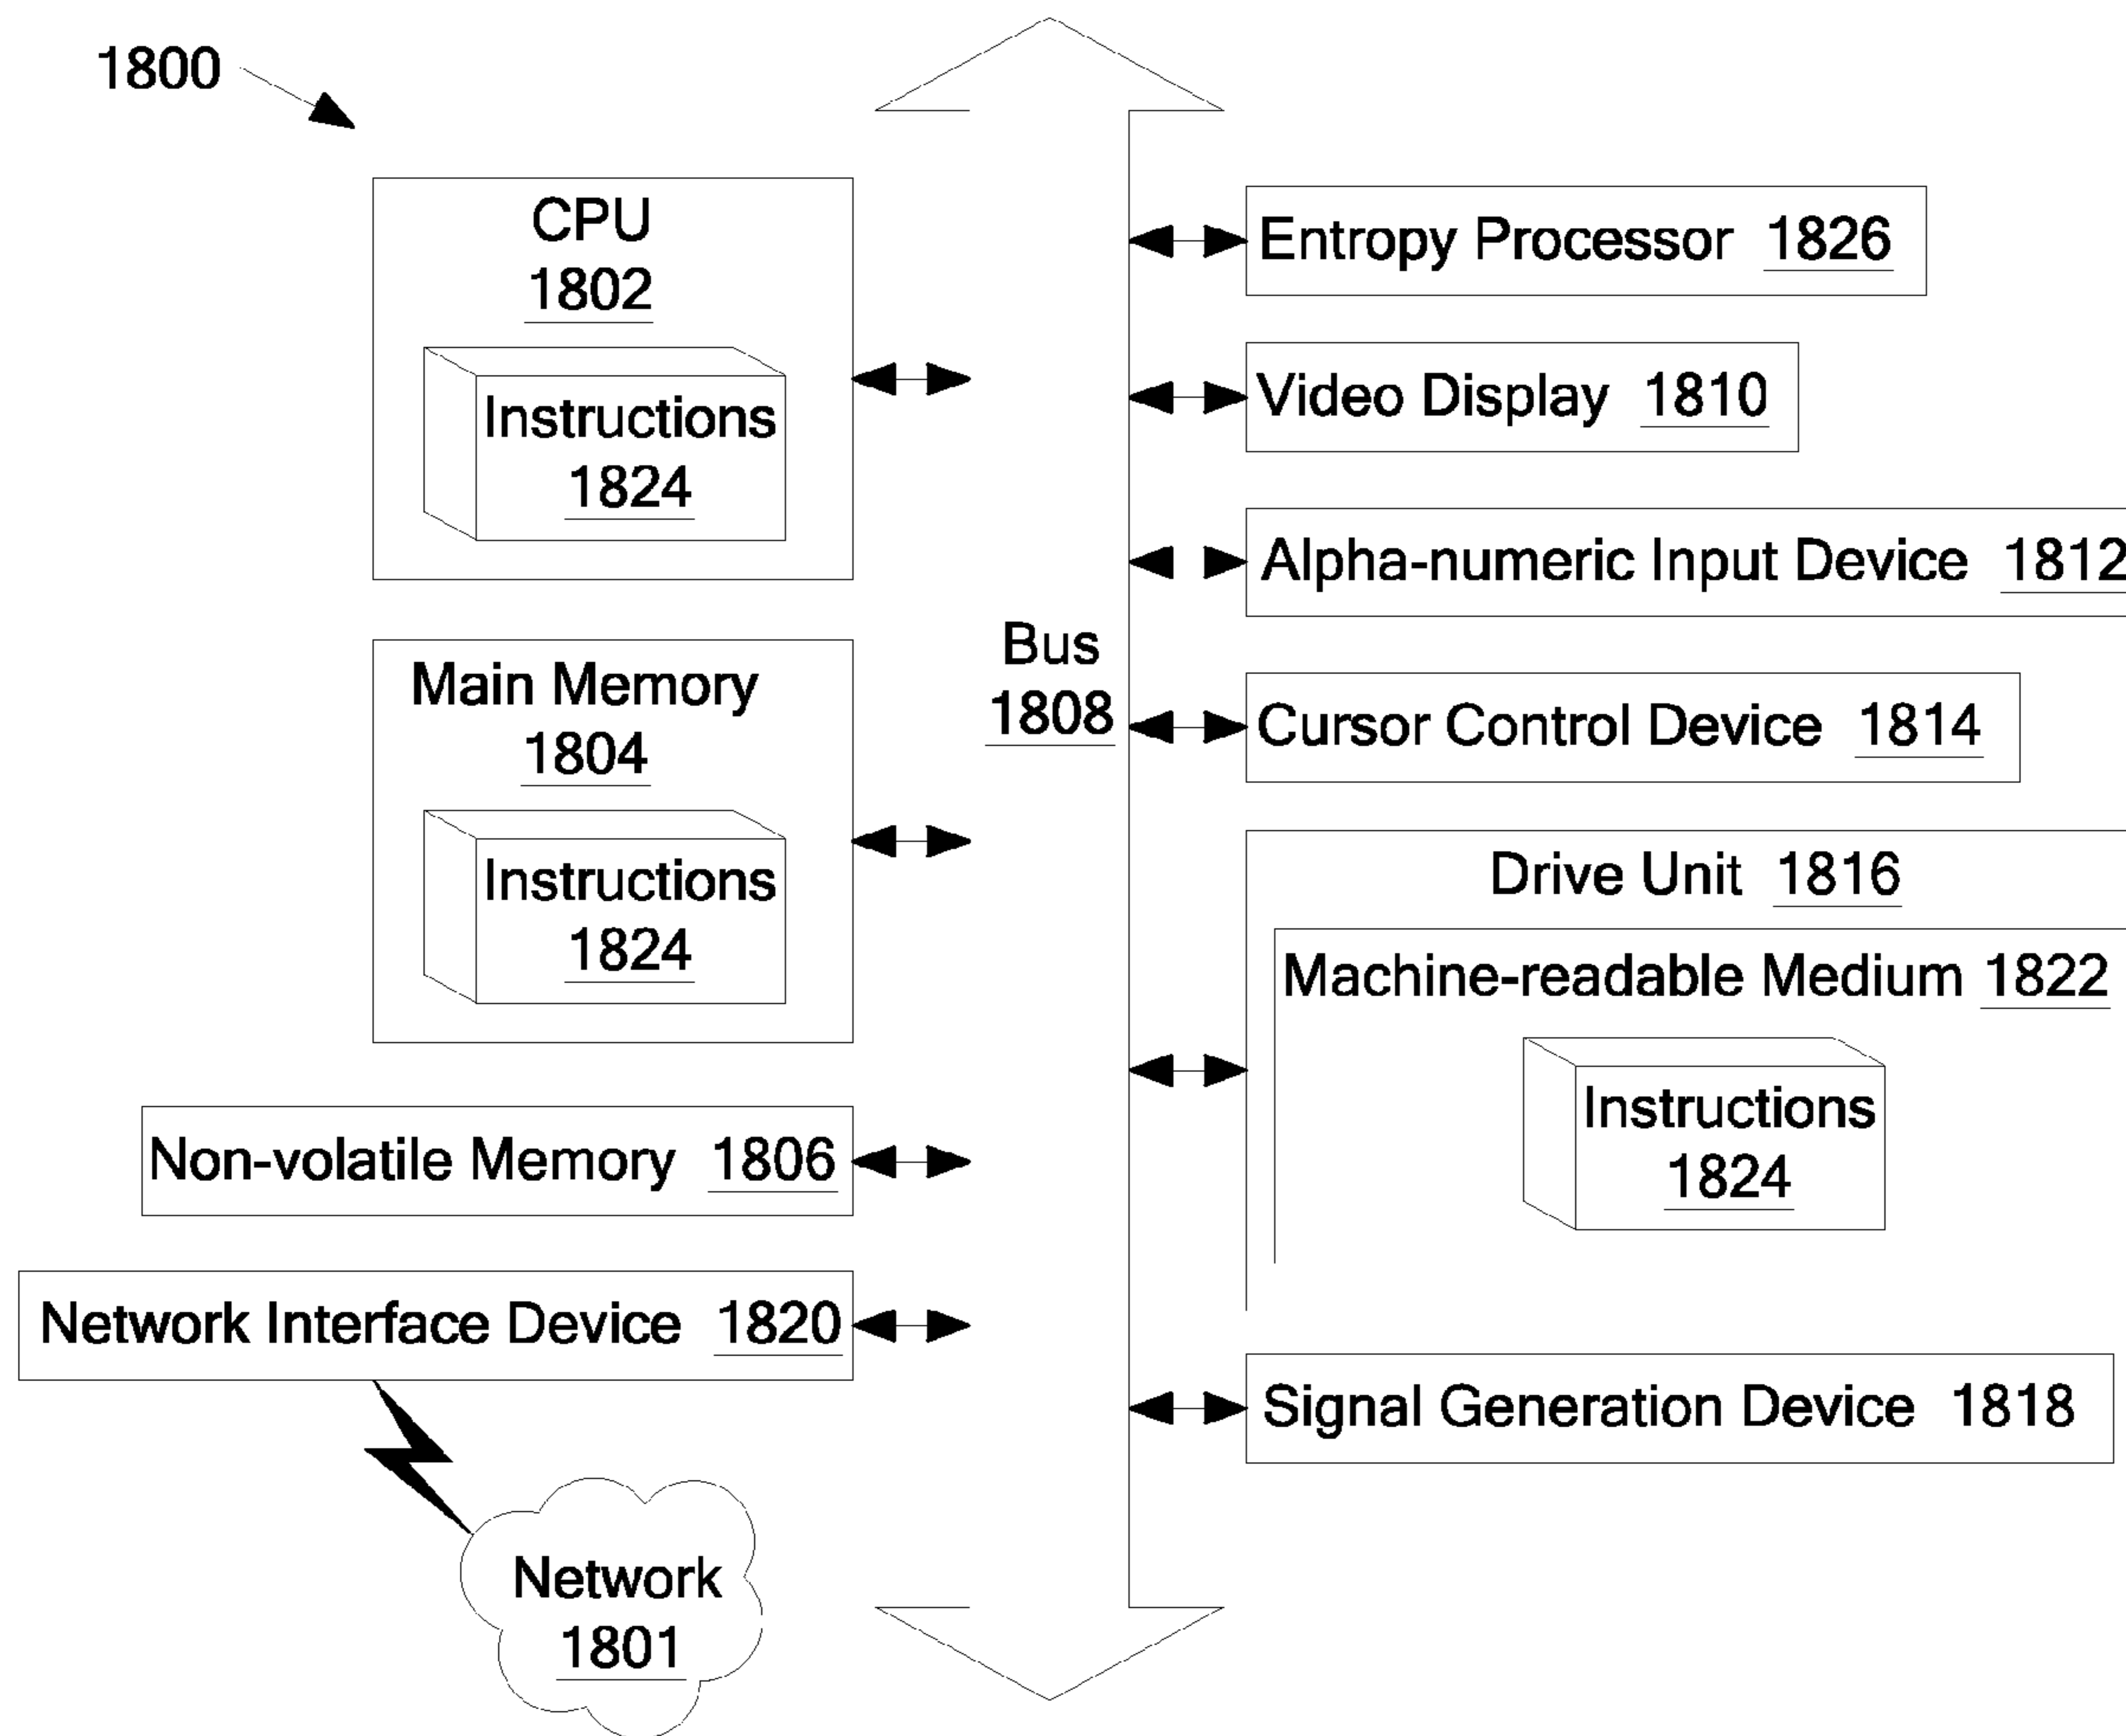 1800
CPU
1802
Instructions
1824
Main Memory
1804
Instructions
1824
Non-volatile Memory 1806
Network Interface Device 1820
Network
1801
Bus
1808
Entropy Processor 1826
Video Display 1810
Alpha-numeric Input Device 1812
Cursor Control Device 1814
Drive Unit 1816
Machine-readable Medium 1822
Instructions
1824
Signal Generation Device 1818